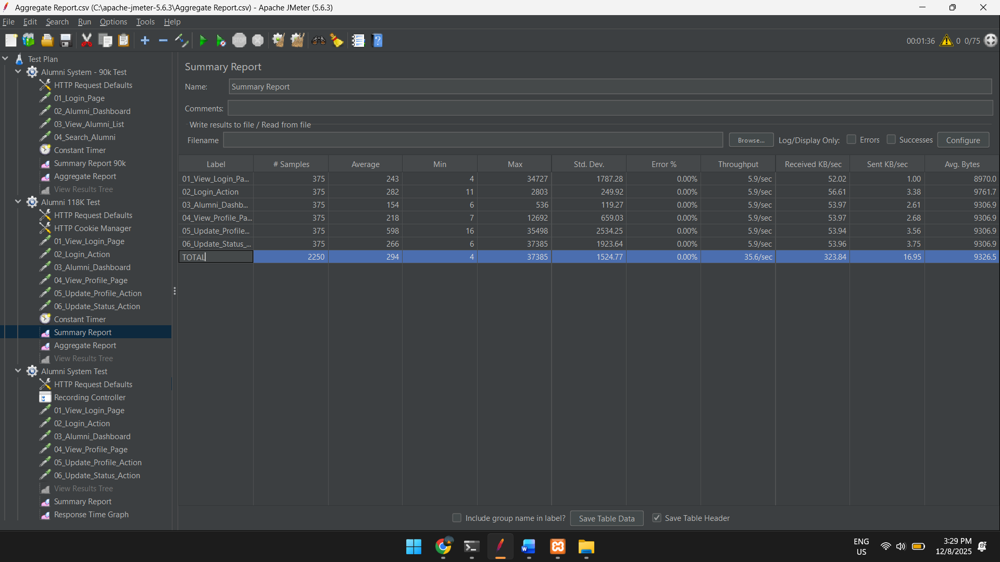 Aggregate Report.csv (C:\apache-jmeter-5.6.3\Aggregate Report.csv) - Apache JMeter (5.6.3)
File Edit Search Run Options Tools Help
00:01:36 0 0/75
Test Plan
Alumni System - 90k Test
HTTP Request Defaults
01_Login_Page
02_Alumni_Dashboard
03_View_Alumni_List
04_Search_Alumni
Constant Timer
Summary Report 90k
Aggregate Report
View Results Tree
Alumni 118K Test
HTTP Request Defaults
HTTP Cookie Manager
01_View_Login_Page
02_Login_Action
03_Alumni_Dashboard
04_View_Profile_Page
05_Update_Profile_Action
06_Update_Status_Action
Constant Timer
Summary Report
Aggregate Report
View Results Tree
Alumni System Test
HTTP Request Defaults
Recording Controller
01_View_Login_Page
02_Login_Action
03_Alumni_Dashboard
04_View_Profile_Page
05_Update_Profile_Action
06_Update_Status_Action
View Results Tree
Summary Report
Response Time Graph
Summary Report
Name: Summary Report
Comments:
Write results to file / Read from file
Filename Browse... Log/Display Only: Errors Successes Configure
Label # Samples Average Min Max Std. Dev. Error % Throughput Received KB/sec Sent KB/sec Avg. Bytes
01_View_Login_Pa... 375 243 4 34727 1787.28 0.00% 5.9/sec 52.02 1.00 8970.0
02_Login_Action 375 282 11 2803 249.92 0.00% 5.9/sec 56.61 3.38 9761.7
03_Alumni_Dashb... 375 154 6 536 119.27 0.00% 5.9/sec 53.97 2.61 9306.9
04_View_Profile_Pa... 375 218 7 12692 659.03 0.00% 5.9/sec 53.97 2.68 9306.9
05_Update_Profile... 375 598 16 35498 2534.25 0.00% 5.9/sec 53.94 3.56 9306.9
06_Update_Status_... 375 266 6 37385 1923.64 0.00% 5.9/sec 53.96 3.75 9306.9
TOTAL 2250 294 4 37385 1524.77 0.00% 35.6/sec 323.84 16.95 9326.5
Include group name in label? Save Table Data Save Table Header
ENG
US
3:29 PM
12/8/2025